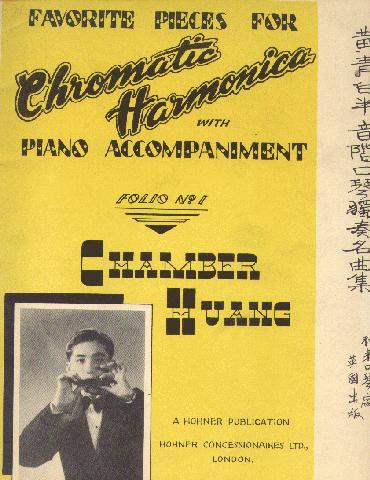 FAVORITE PIECES FOR
Chromatic
Harmonica
WITH
PIANO ACCOMPANIMENT
FOLIO Nº 1
CHAMBER
HUANG
A HOHNER PUBLICATION
HOHNER CONCESSIONAIRES LTD.,
LONDON.
黃青白半音階口琴獨奏名曲集
英國出版